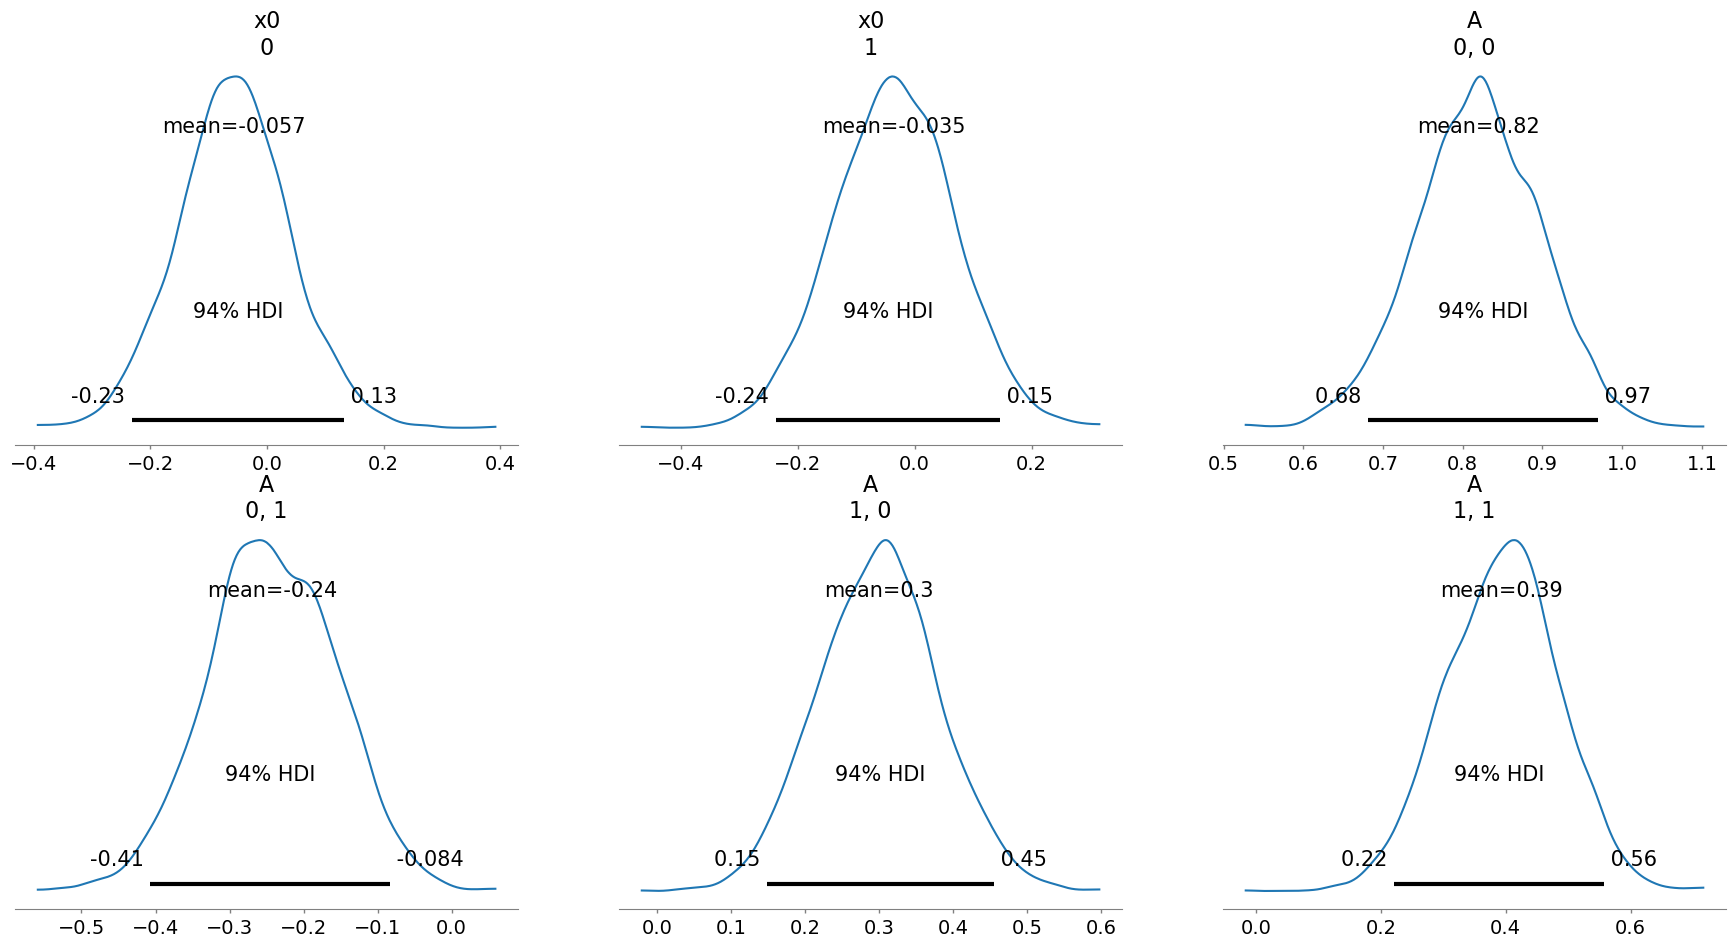 x0
0
mean=-0.057
94% HDI
-0.23
0.13
−0.4 −0.2 0.0 0.2 0.4
x0
1
mean=-0.035
94% HDI
-0.24
0.15
−0.4 −0.2 0.0 0.2
A
0, 0
mean=0.82
94% HDI
0.68
0.97
0.5 0.6 0.7 0.8 0.9 1.0 1.1
A
0, 1
mean=-0.24
94% HDI
-0.41
-0.084
−0.5 −0.4 −0.3 −0.2 −0.1 0.0
A
1, 0
mean=0.3
94% HDI
0.15
0.45
0.0 0.1 0.2 0.3 0.4 0.5 0.6
A
1, 1
mean=0.39
94% HDI
0.22
0.56
0.0 0.2 0.4 0.6